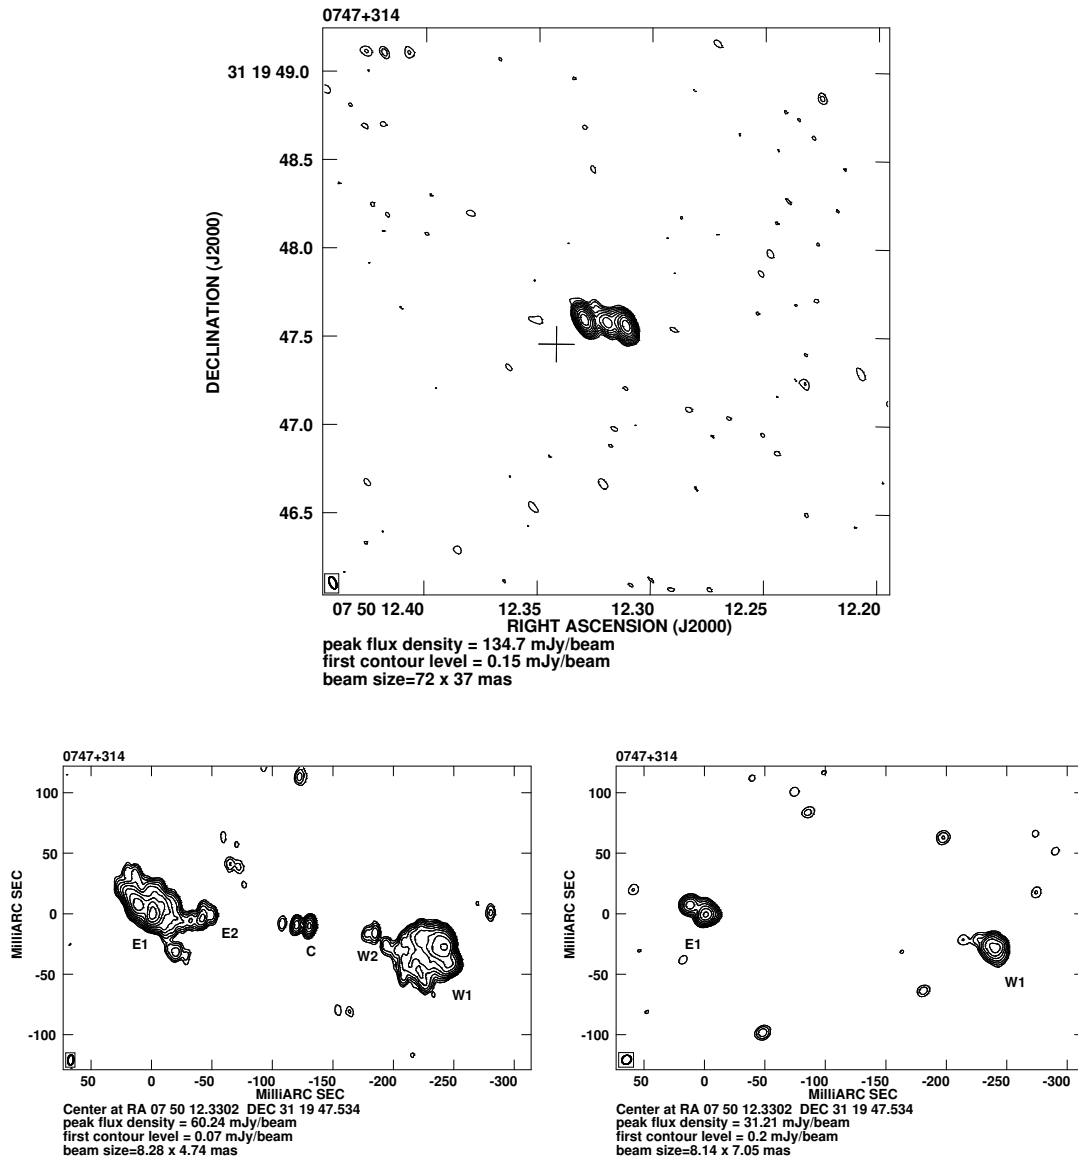 0747+314
31 19 49.0
48.5
48.0
47.5
47.0
46.5
DECLINATION (J2000)
07 50 12.40 12.35 12.30 12.25 12.20
RIGHT ASCENSION (J2000)
peak flux density = 134.7 mJy/beam
first contour level = 0.15 mJy/beam
beam size=72 x 37 mas
0747+314
100
50
0
-50
-100
MilliARC SEC
E1
E2
C
W2
W1
50 0 -50 -100 -150 -200 -250 -300
MilliARC SEC
Center at RA 07 50 12.3302 DEC 31 19 47.534
peak flux density = 60.24 mJy/beam
first contour level = 0.07 mJy/beam
beam size=8.28 x 4.74 mas
0747+314
100
50
0
-50
-100
MilliARC SEC
E1
W1
50 0 -50 -100 -150 -200 -250 -300
MilliARC SEC
Center at RA 07 50 12.3302 DEC 31 19 47.534
peak flux density = 31.21 mJy/beam
first contour level = 0.2 mJy/beam
beam size=8.14 x 7.05 mas